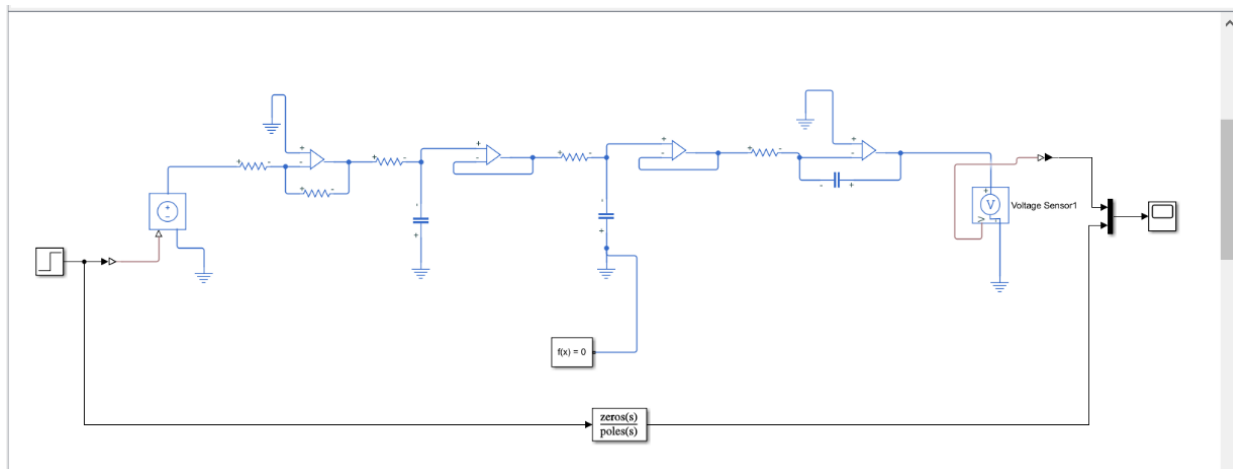 Voltage Sensor1
V
f(x) = 0
zeros(s)
poles(s)